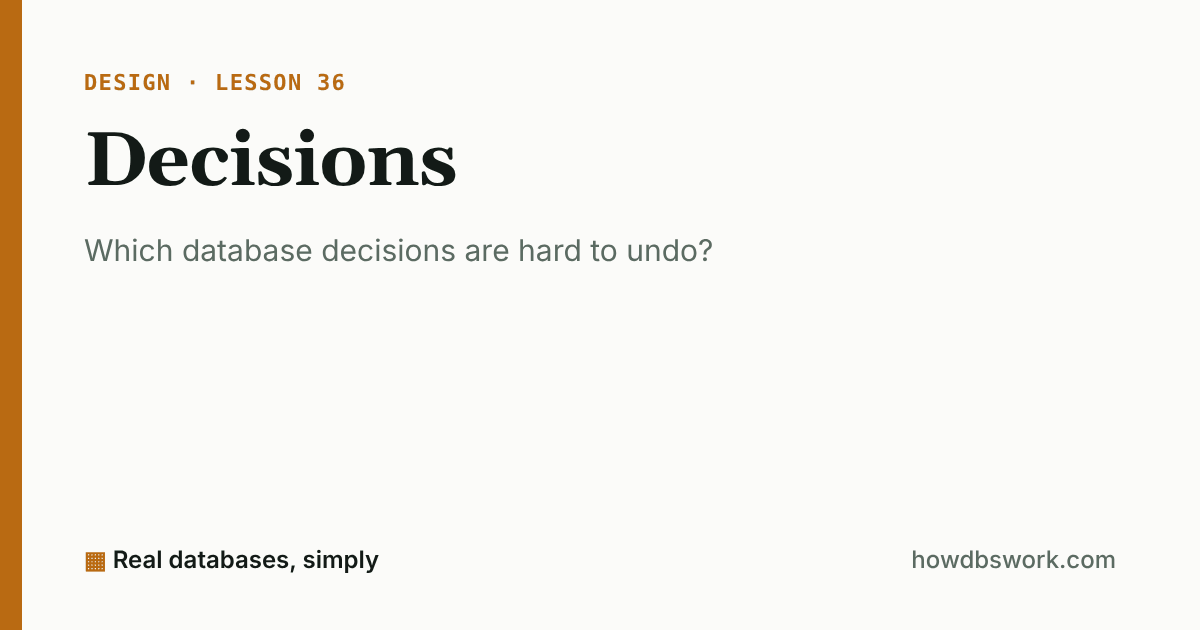 DESIGN · LESSON 36
Decisions
Which database decisions are hard to undo?
Real databases, simply
howdbswork.com